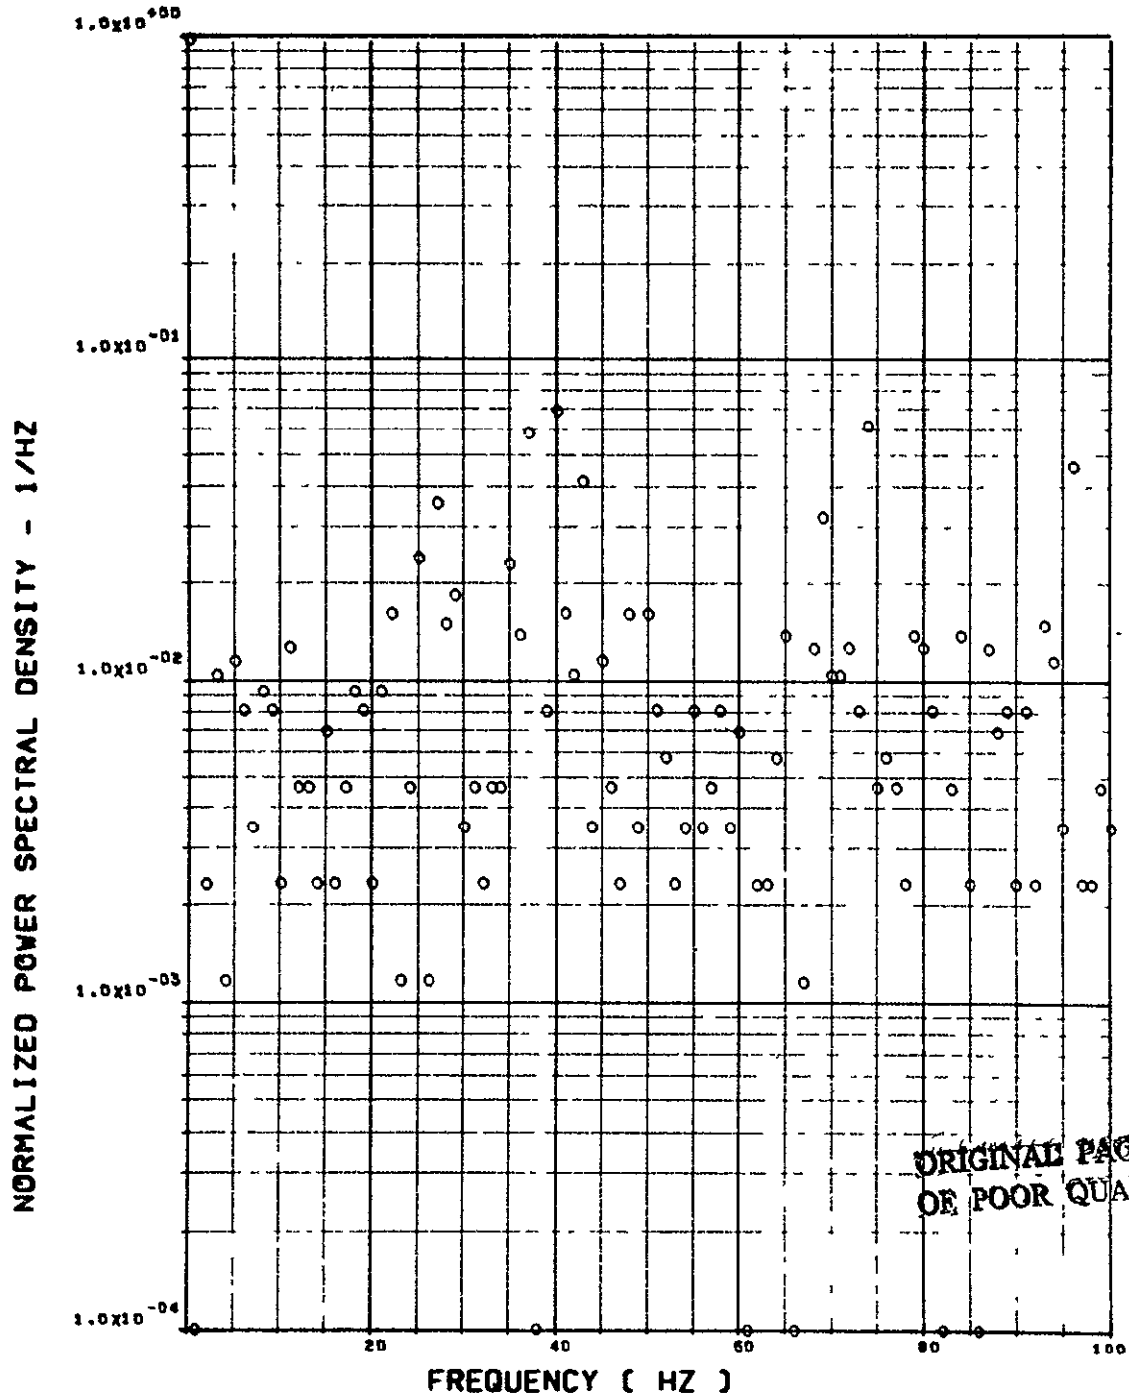 1.0X10+00
1.0X10-01
1.0X10-02
1.0X10-03
1.0X10-04
NORMALIZED POWER SPECTRAL DENSITY - 1/HZ
20
40
60
80
100
FREQUENCY ( HZ )
ORIGINAL PAG
OF POOR QUA